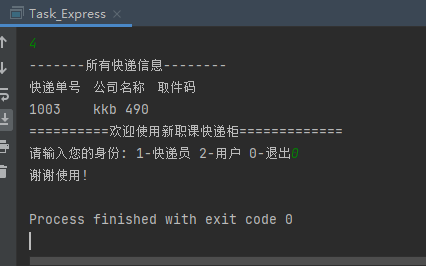 Task_Express
4
-------所有快递信息--------
快递单号 公司名称 取件码
1003 kkb 490
==========欢迎使用新职课快递柜=============
请输入您的身份: 1-快递员 2-用户 0-退出0
谢谢使用!
Process finished with exit code 0